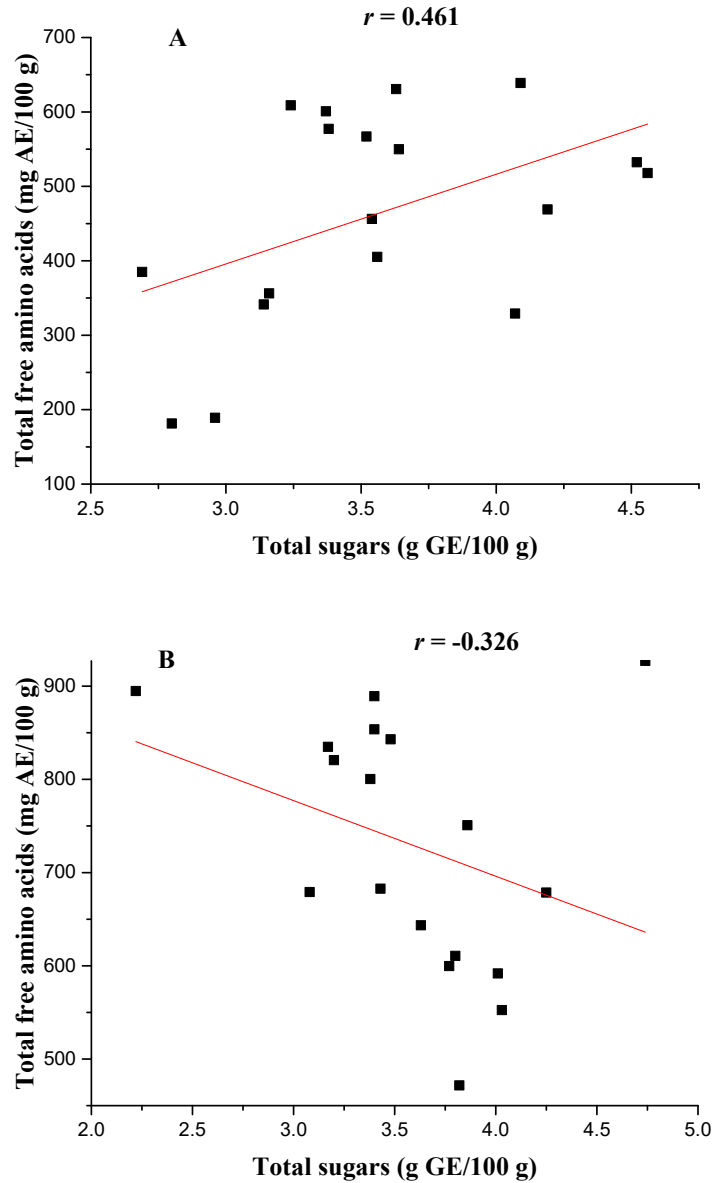 r = 0.461
A
700
600
500
400
300
200
100
2.5 3.0 3.5 4.0 4.5
Total free amino acids (mg AE/100 g)
Total sugars (g GE/100 g)
r = -0.326
B
900
800
700
600
500
2.0 2.5 3.0 3.5 4.0 4.5 5.0
Total free amino acids (mg AE/100 g)
Total sugars (g GE/100 g)